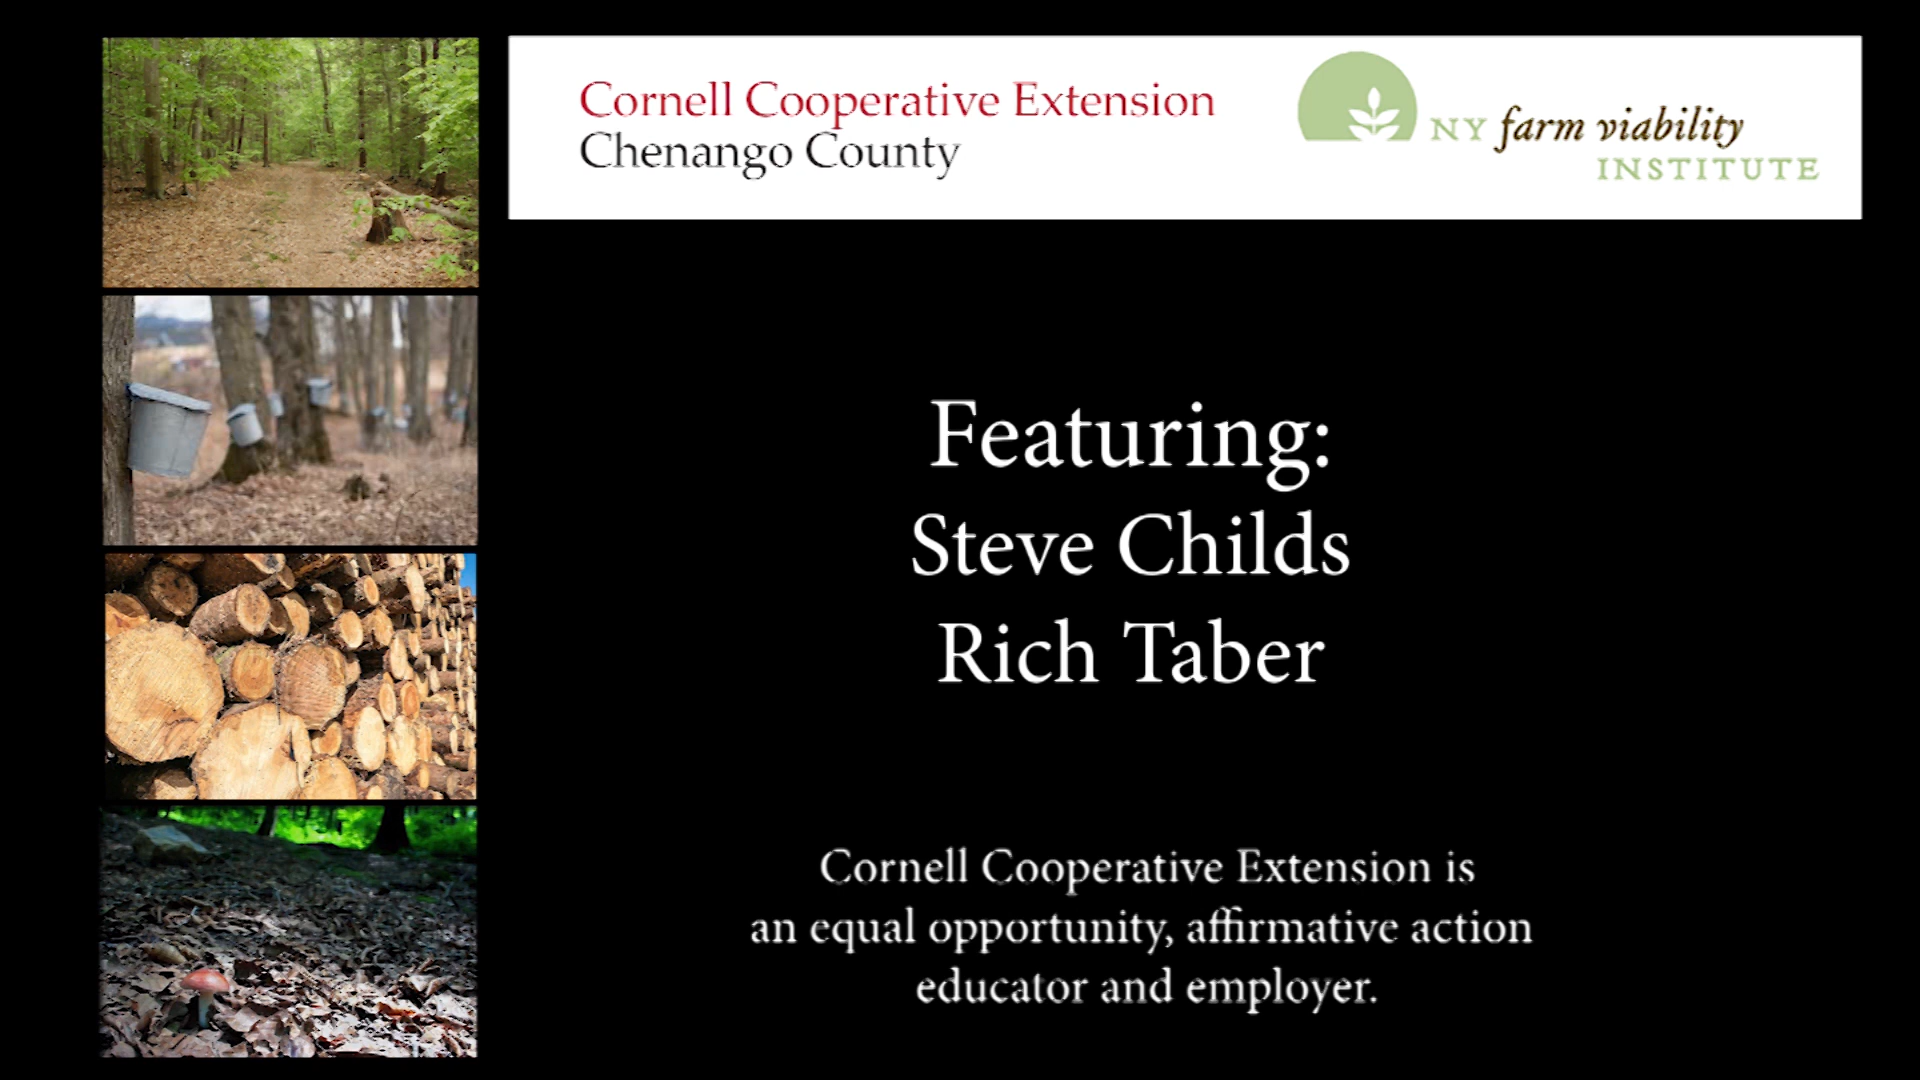 Cornell Cooperative Extension
Chenango County
NY farm viability
INSTITUTE
Featuring:
Steve Childs
Rich Taber
Cornell Cooperative Extension is
an equal opportunity, affirmative action
educator and employer.